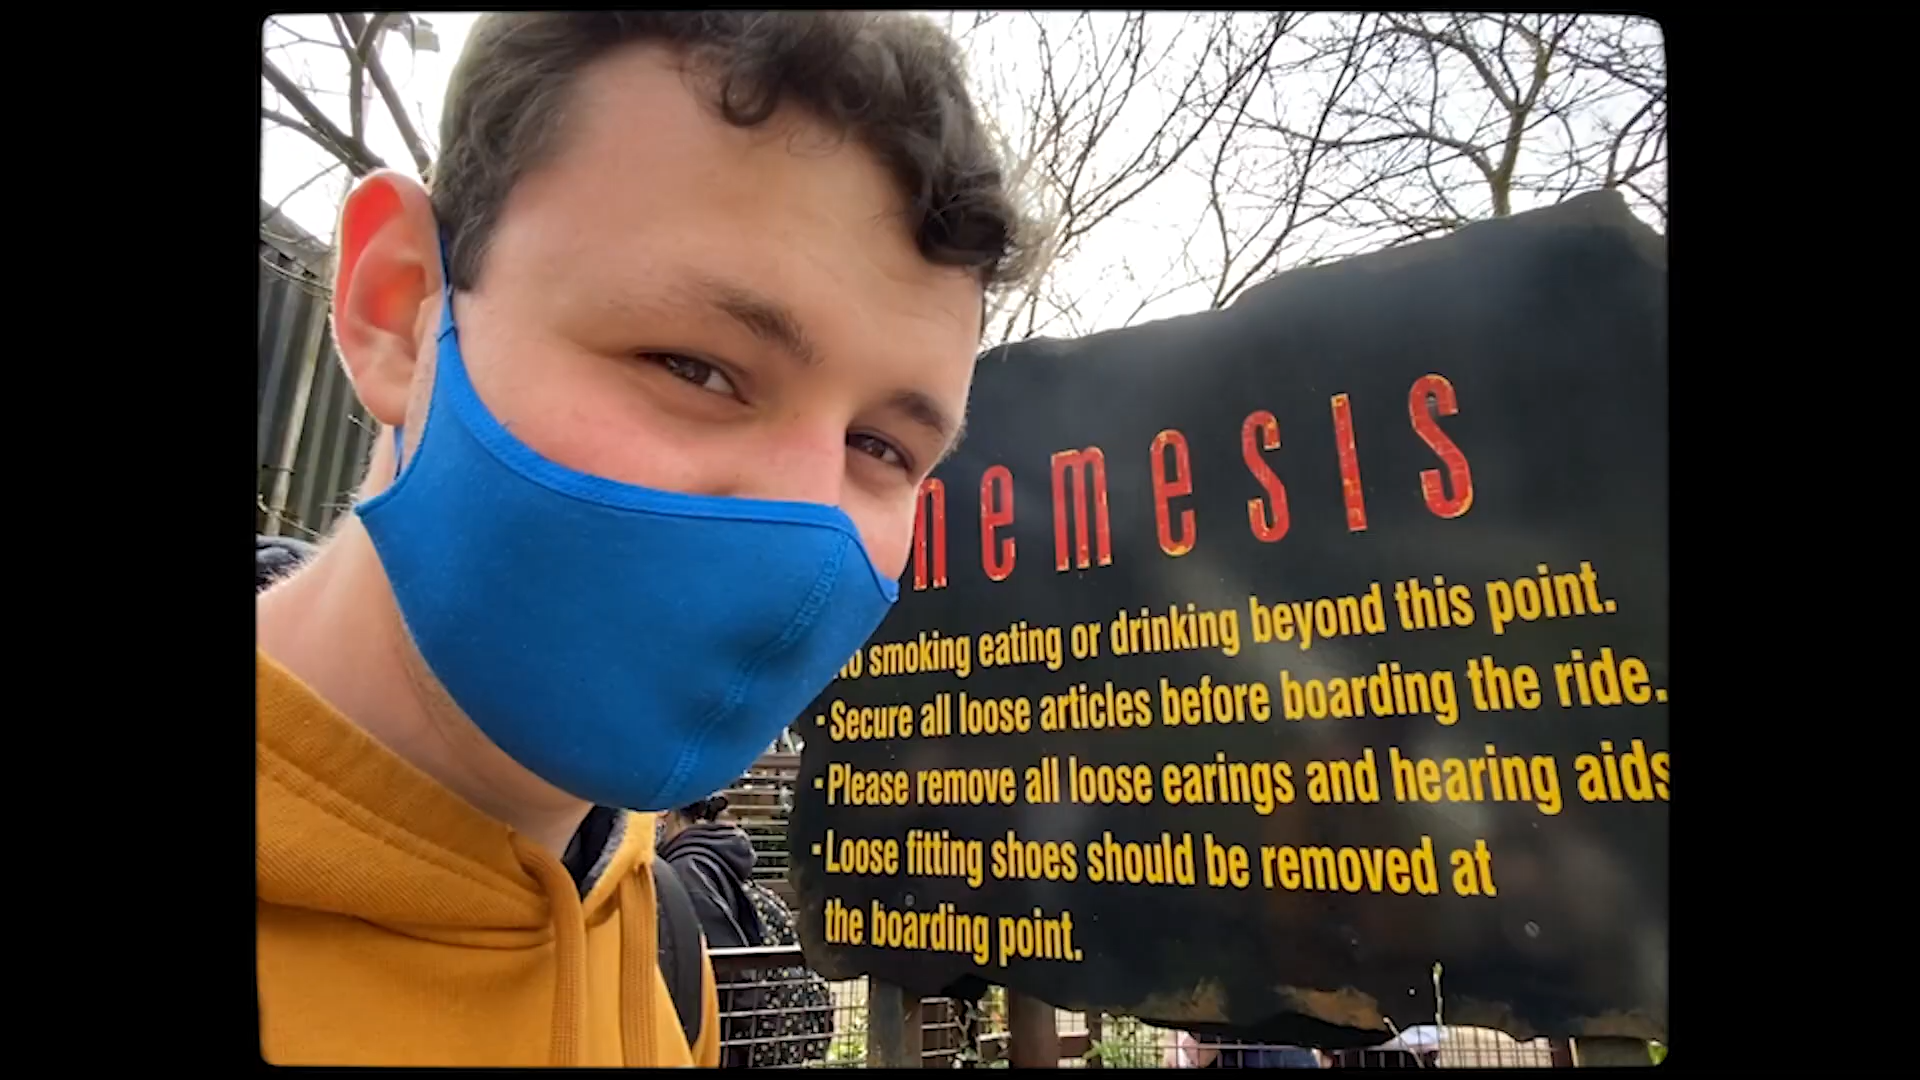 nemesis
No smoking eating or drinking beyond this point.
·Secure all loose articles before boarding the ride.
·Please remove all loose earings and hearing aids
·Loose fitting shoes should be removed at
the boarding point.